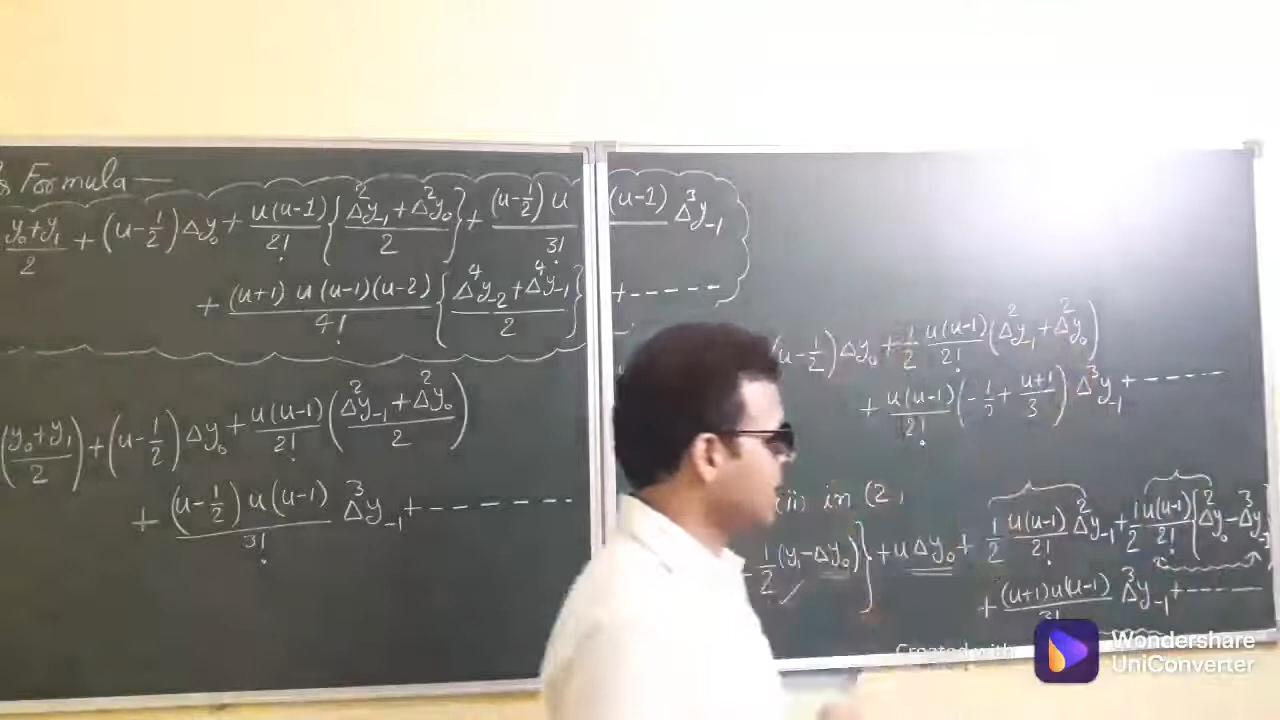 Formula —
(y₀+y₁)/2 + (u-1/2) Δy₀ + u(u-1)/2! {(Δ²y₋₁+Δ²y₀)/2} + (u-1/2) u (u-1)/3! Δ³y₋₁
+ (u+1) u (u-1)(u-2)/4! {(Δ⁴y₋₂+Δ⁴y₋₁)/2} + - - - - -
((y₀+y₁)/2) + (u-1/2) Δy₀ + u(u-1)/2! ((Δ²y₋₁+Δ²y₀)/2)
+ (u-1/2) u(u-1)/3! Δ³y₋₁ + - - - - - - - -
(u-1/2) Δy₀ + 1/2 u(u-1)/2! (Δ²y₋₁+Δ²y₀)
+ u(u-1)/2! (-1/2 + (u+1)/3) Δ³y₋₁ + - - - - - -
(ii) in (2,
1/2 (y₁-Δy₀)} + uΔy₀ + 1/2 u(u-1)/2! Δ²y₋₁ + 1/2 u(u-1)/2! [Δ²y₀-Δ³y₋₁
+ (u+1)u(u-1)/3! Δ³y₋₁ + - - - - -
Created with
Wondershare
UniConverter